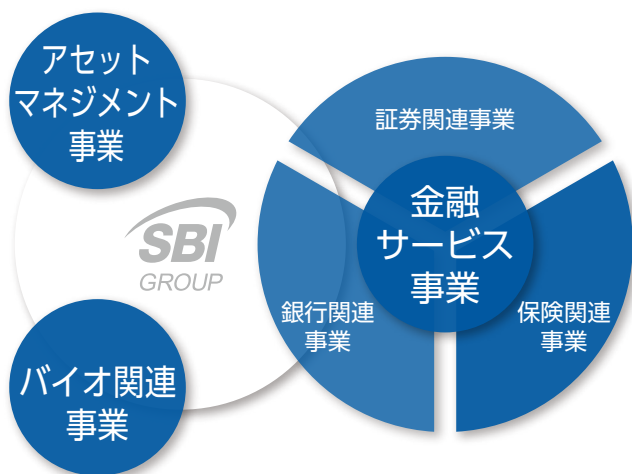 アセット
マネジメント
事業
SBI
GROUP
バイオ関連
事業
証券関連事業
金融
サービス
事業
銀行関連
事業
保険関連
事業